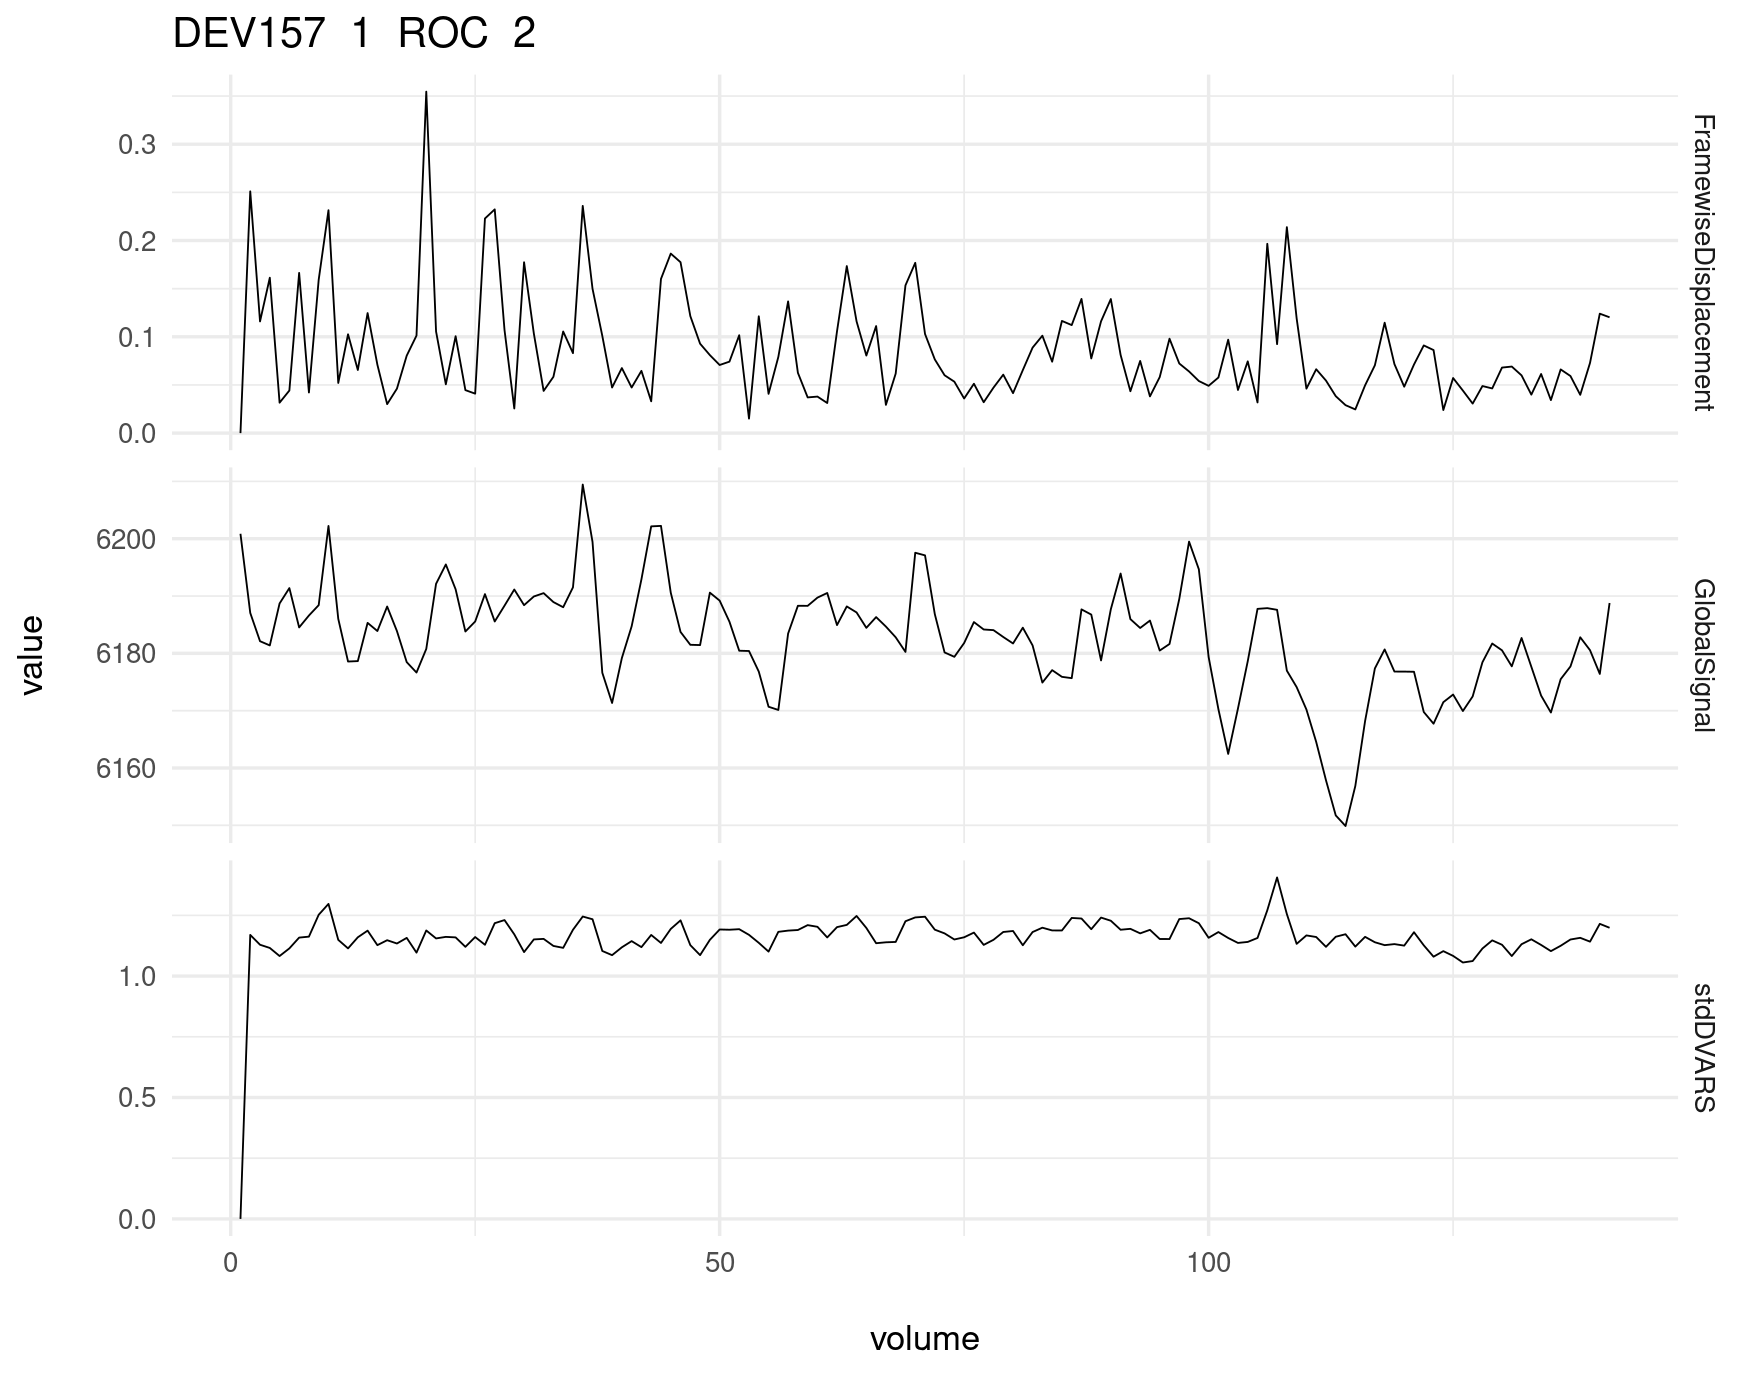 DEV157 1 ROC 2
0.3
0.2
0.1
0.0
FramewiseDisplacement
6200
6180
6160
GlobalSignal
value
1.0
0.5
0.0
stdDVARS
0 50 100
volume